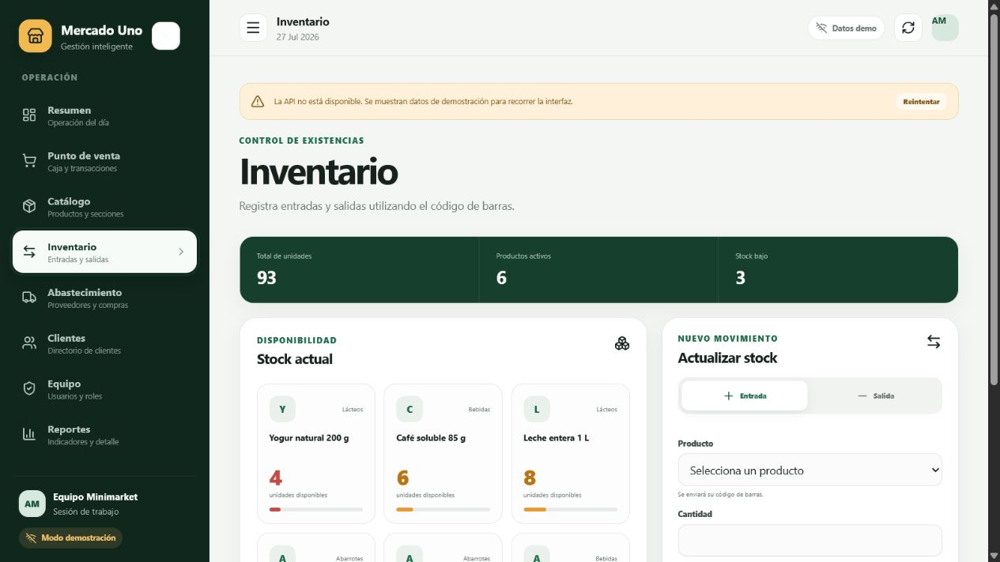 Mercado Uno
Gestión inteligente
OPERACIÓN
Resumen
Operación del día
Punto de venta
Caja y transacciones
Catálogo
Productos y secciones
Inventario
Entradas y salidas
Abastecimiento
Proveedores y compras
Clientes
Directorio de clientes
Equipo
Usuarios y roles
Reportes
Indicadores y detalle
AM
Equipo Minimarket
Sesión de trabajo
Modo demostración
Inventario
27 Jul 2026
Datos demo
AM
La API no está disponible. Se muestran datos de demostración para recorrer la interfaz.
Reintentar
CONTROL DE EXISTENCIAS
Inventario
Registra entradas y salidas utilizando el código de barras.
Total de unidades
93
Productos activos
6
Stock bajo
3
DISPONIBILIDAD
Stock actual
Y
Lácteos
Yogur natural 200 g
4
unidades disponibles
C
Bebidas
Café soluble 85 g
6
unidades disponibles
L
Lácteos
Leche entera 1 L
8
unidades disponibles
A
Abarrotes
A
Abarrotes
A
Bebidas
NUEVO MOVIMIENTO
Actualizar stock
Entrada
Salida
Producto
Selecciona un producto
Se enviará su código de barras.
Cantidad